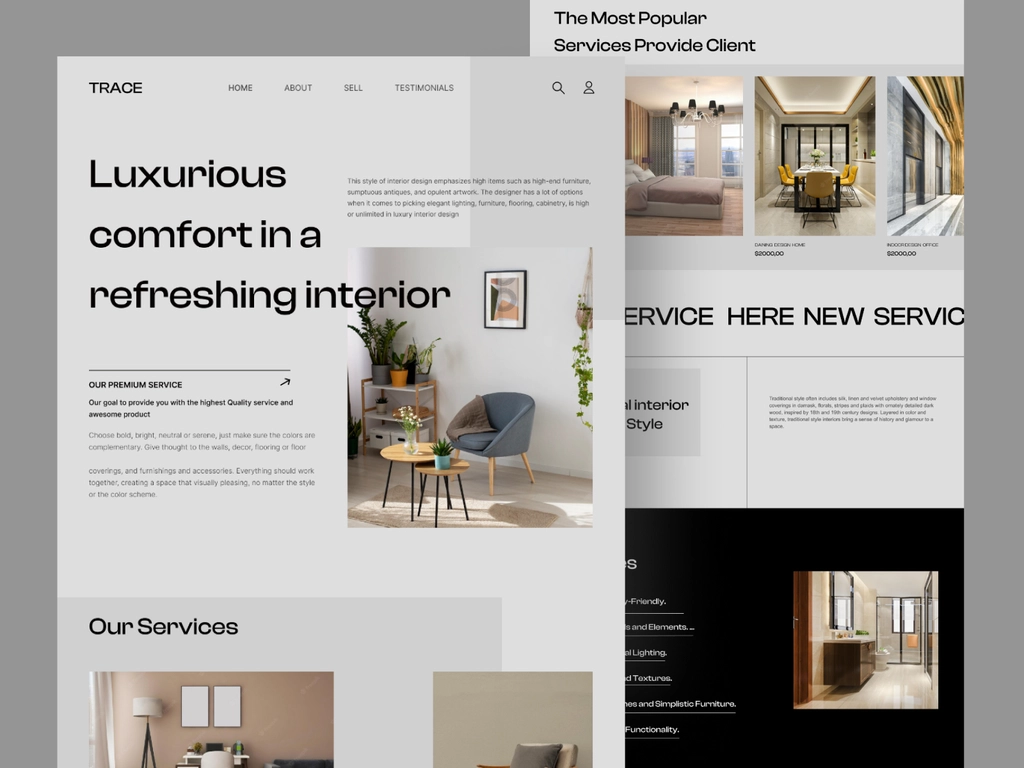 The Most Popular
Services Provide Client
TRACE
HOME
ABOUT
SELL
TESTIMONIALS
Luxurious
comfort in a
refreshing interior
This style of interior design emphasizes high items such as high-end furniture,
sumptuous antiques, and opulent artwork. The designer has a lot of options
when it comes to picking elegant lighting, furniture, flooring, cabinetry, is high
or unlimited in luxury interior design
OUR PREMIUM SERVICE
Our goal to provide you with the highest Quality service and
awesome product
Choose bold, bright, neutral or serene, just make sure the colors are
complementary. Give thought to the walls, decor, flooring or floor
coverings, and furnishings and accessories. Everything should work
together, creating a space that visually pleasing, no matter the style
or the color scheme.
Our Services
DARNING DESIGN HOME
$2000,00
INDOOR DESIGN OFFICE
$2000,00
ERVICE HERE NEW SERVIC
al interior
Style
Traditional style often includes silk, linen and velvet upholstery and window
coverings in damask, florals, stripes and plaids with ornately detailed dark
wood, inspired by 18th and 19th century designs. Layered in color and
texture, traditional style interiors bring a sense of history and glamour to a
space.
es
y-Friendly.
ls and Elements. ...
al Lighting.
nd Textures.
nes and Simplistic Furniture.
Functionality.